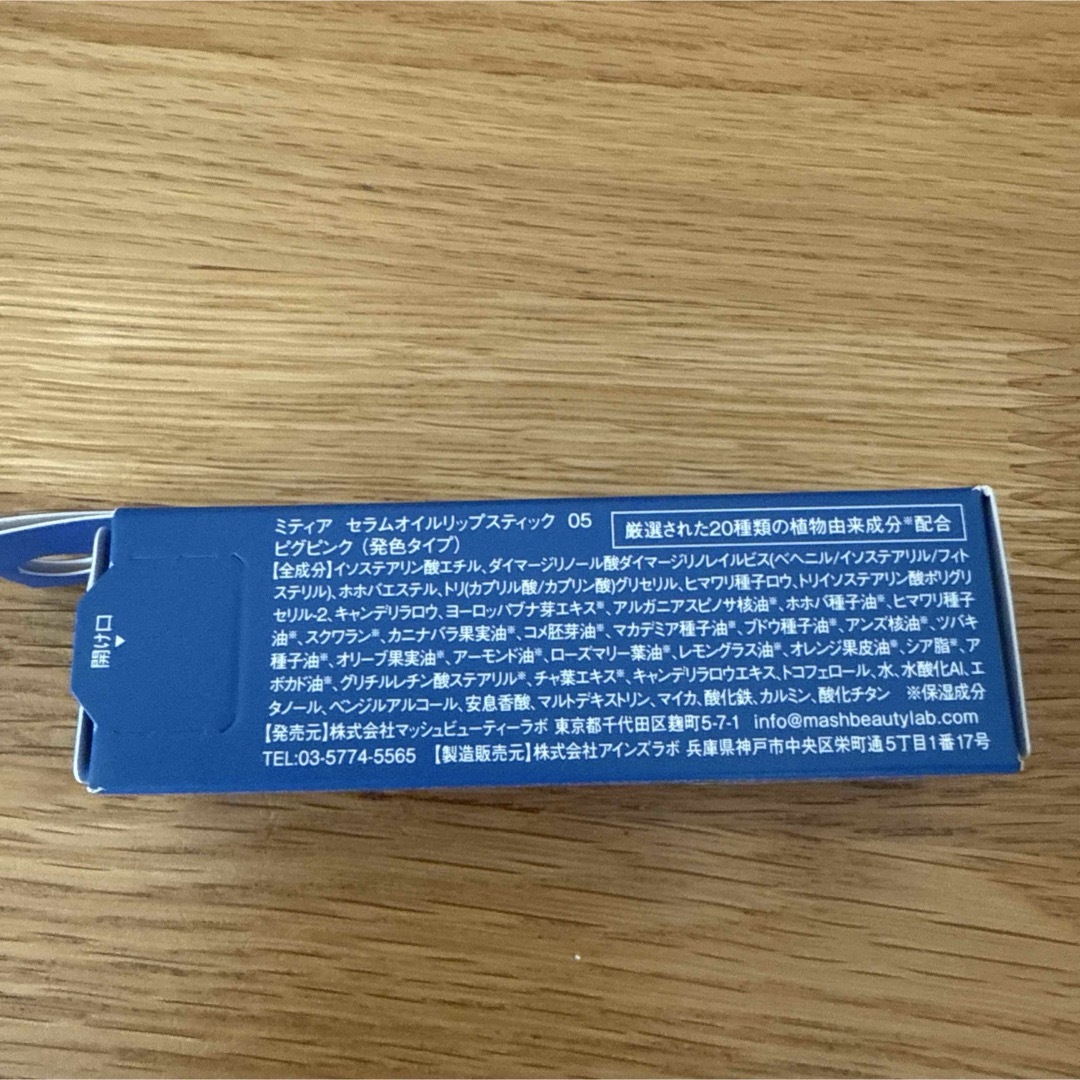 ミティア セラムオイルリップスティック 05
ピグピンク（発色タイプ）
厳選された20種類の植物由来成分※配合
【全成分】イソステアリン酸エチル、ダイマージリノール酸ダイマージリノレイルビス(ベヘニル/イソステアリル/フィト
ステリル)、ホホバエステル、トリ(カプリル酸/カプリン酸)グリセリル、ヒマワリ種子ロウ、トリイソステアリン酸ポリグリ
セリル-2、キャンデリラロウ、ヨーロッパブナ芽エキス※、アルガニアスピノサ核油※、ホホバ種子油※、ヒマワリ種子
油※、スクワラン※、カニナバラ果実油※、コメ胚芽油※、マカデミア種子油※、ブドウ種子油※、アンズ核油※、ツバキ
種子油※、オリーブ果実油※、アーモンド油※、ローズマリー葉油※、レモングラス油※、オレンジ果皮油※、シア脂※、ア
ボカド油※、グリチルレチン酸ステアリル※、チャ葉エキス※、キャンデリラロウエキス、トコフェロール、水、水酸化Al、エ
タノール、ベンジルアルコール、安息香酸、マルトデキストリン、マイカ、酸化鉄、カルミン、酸化チタン ※保湿成分
【発売元】株式会社マッシュビューティーラボ 東京都千代田区麹町5-7-1 info@mashbeautylab.com
TEL:03-5774-5565 【製造販売元】株式会社アインズラボ 兵庫県神戸市中央区栄町通5丁目1番17号
開け口